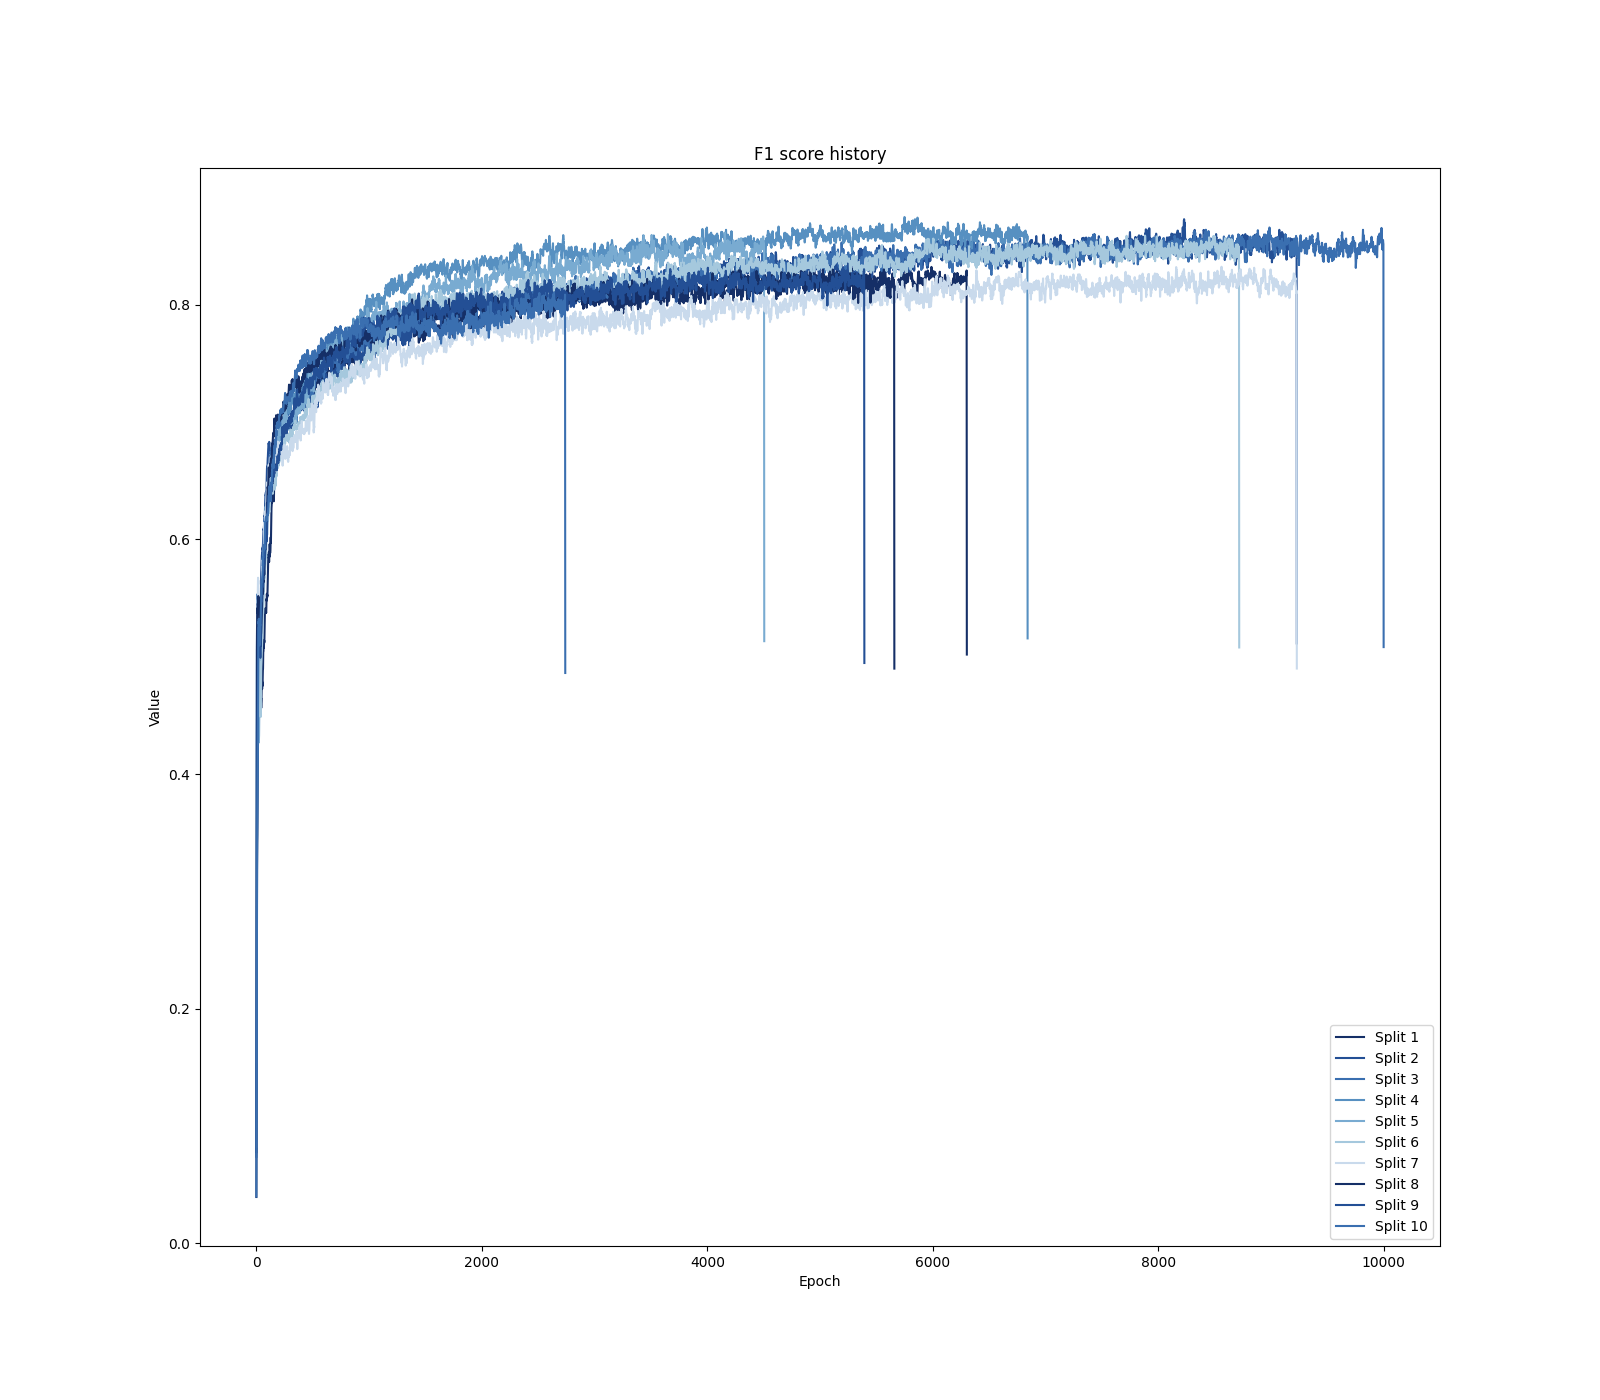 F1 score history
Value
0.8
0.6
0.4
0.2
0.0
0 2000 4000 6000 8000 10000
Epoch
Split 1
Split 2
Split 3
Split 4
Split 5
Split 6
Split 7
Split 8
Split 9
Split 10